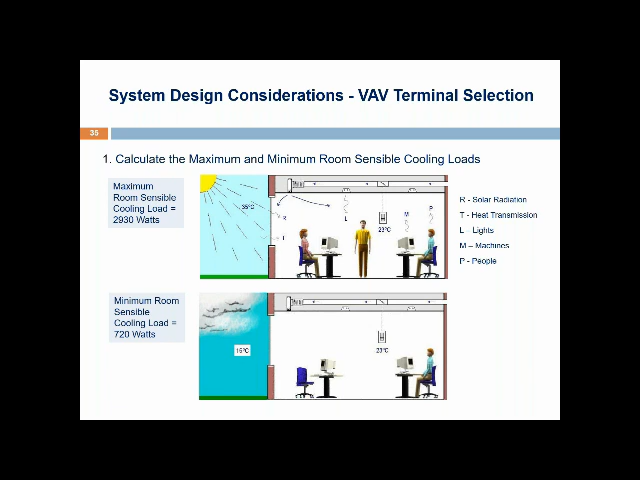 System Design Considerations - VAV Terminal Selection
35
1. Calculate the Maximum and Minimum Room Sensible Cooling Loads
Maximum
Room Sensible
Cooling Load =
2930 Watts
35°C
R
T
L
23°C
M
P
R - Solar Radiation
T - Heat Transmission
L – Lights
M – Machines
P - People
Minimum Room
Sensible
Cooling Load =
720 Watts
15°C
23°C